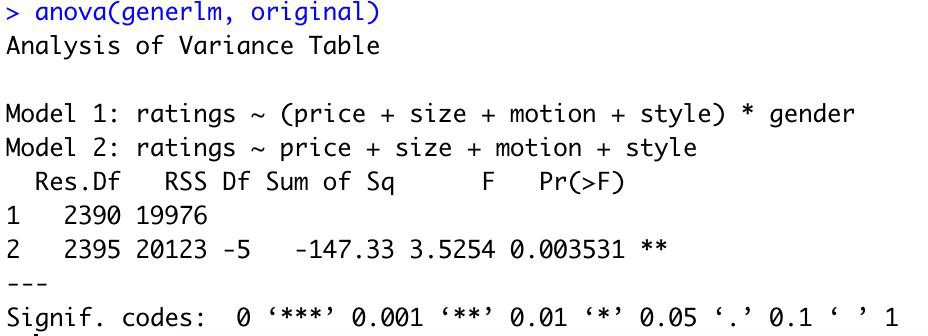 > anova(generlm, original)
Analysis of Variance Table

Model 1: ratings ~ (price + size + motion + style) * gender
Model 2: ratings ~ price + size + motion + style
  Res.Df   RSS Df Sum of Sq      F   Pr(>F)
1   2390 19976
2   2395 20123 -5   -147.33 3.5254 0.003531 **
---
Signif. codes:  0 ‘***’ 0.001 ‘**’ 0.01 ‘*’ 0.05 ‘.’ 0.1 ‘ ’ 1